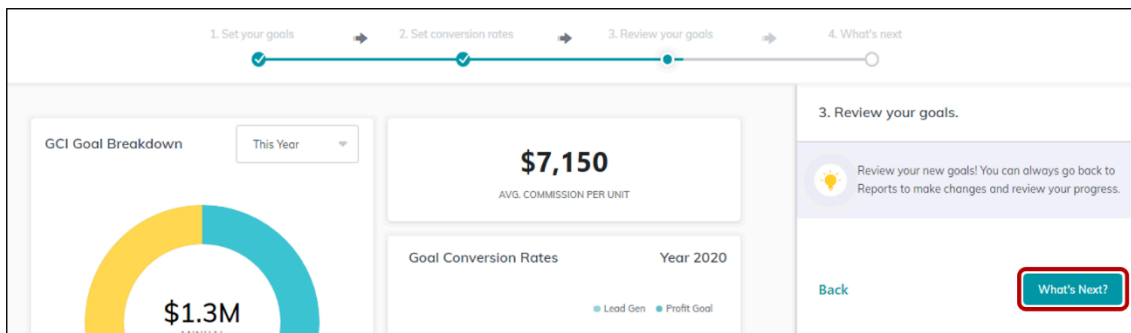 1. Set your goals
2. Set conversion rates
3. Review your goals
4. What's next
GCI Goal Breakdown
This Year
$1.3M
$7,150
AVG. COMMISSION PER UNIT
Goal Conversion Rates
Year 2020
Lead Gen
Profit Goal
3. Review your goals.
Review your new goals! You can always go back to
Reports to make changes and review your progress.
Back
What's Next?